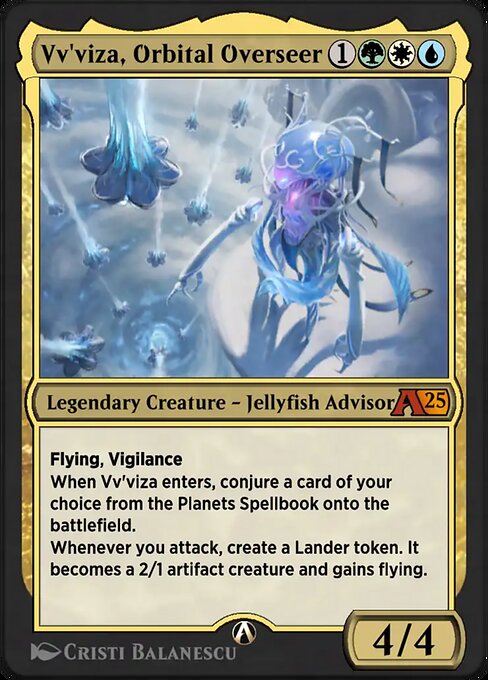 Vv'viza, Orbital Overseer 1
Legendary Creature – Jellyfish Advisor A25
Flying, Vigilance
When Vv'viza enters, conjure a card of your
choice from the Planets Spellbook onto the
battlefield.
Whenever you attack, create a Lander token. It
becomes a 2/1 artifact creature and gains flying.
4/4
Cristi Balanescu